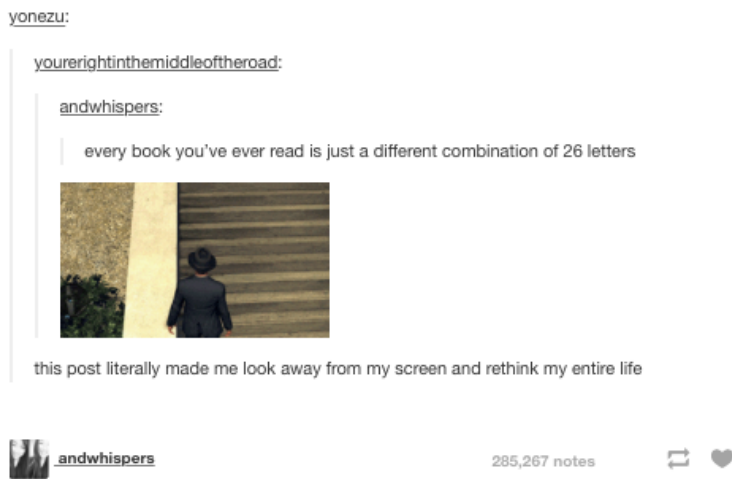 yonezu:
yourerightinthemiddleoftheroad:
andwhispers:
every book you've ever read is just a different combination of 26 letters
this post literally made me look away from my screen and rethink my entire life
andwhispers
285,267 notes